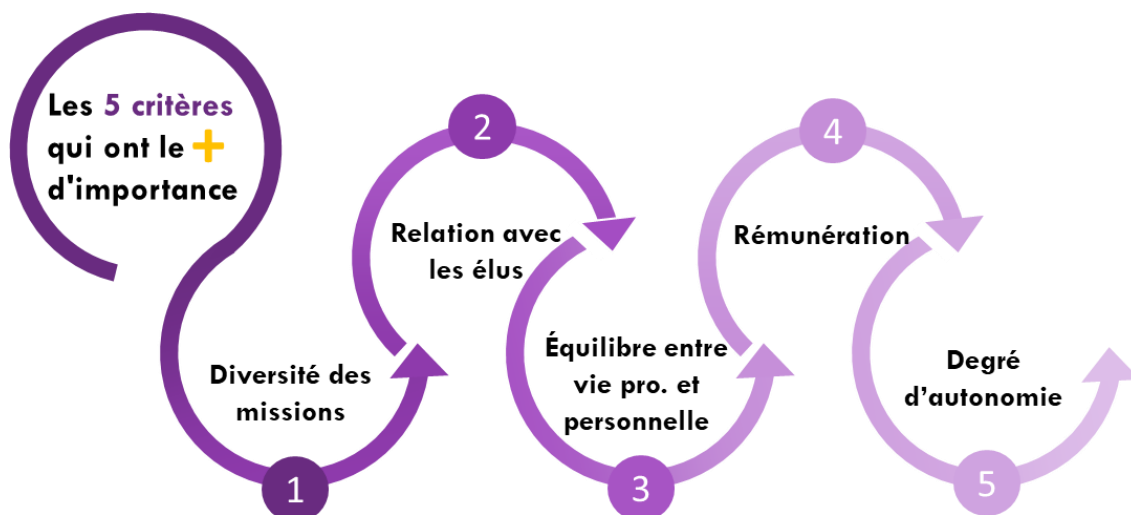 Les 5 critères
qui ont le +
d'importance
1
Diversité des
missions
2
Relation avec
les élus
3
Équilibre entre
vie pro. et
personnelle
4
Rémunération
5
Degré
d’autonomie